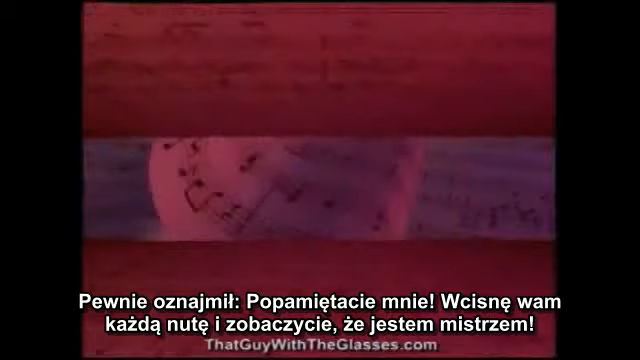 Pewnie oznajmił: Popamiętacie mnie! Wcisnę wam
każdą nutę i zobaczycie, że jestem mistrzem!
ThatGuyWithTheGlasses.com